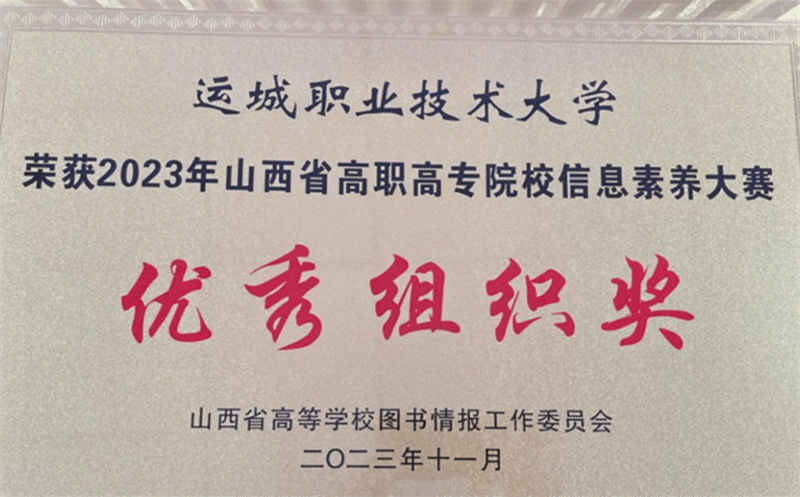 运城职业技术大学
荣获2023年山西省高职高专院校信息素养大赛
优秀组织奖
山西省高等学校图书情报工作委员会
二〇二三年十一月